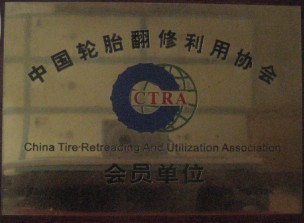 中国轮胎翻修利用协会
CTRA
China Tire Retreading And Utilization Association
会员单位